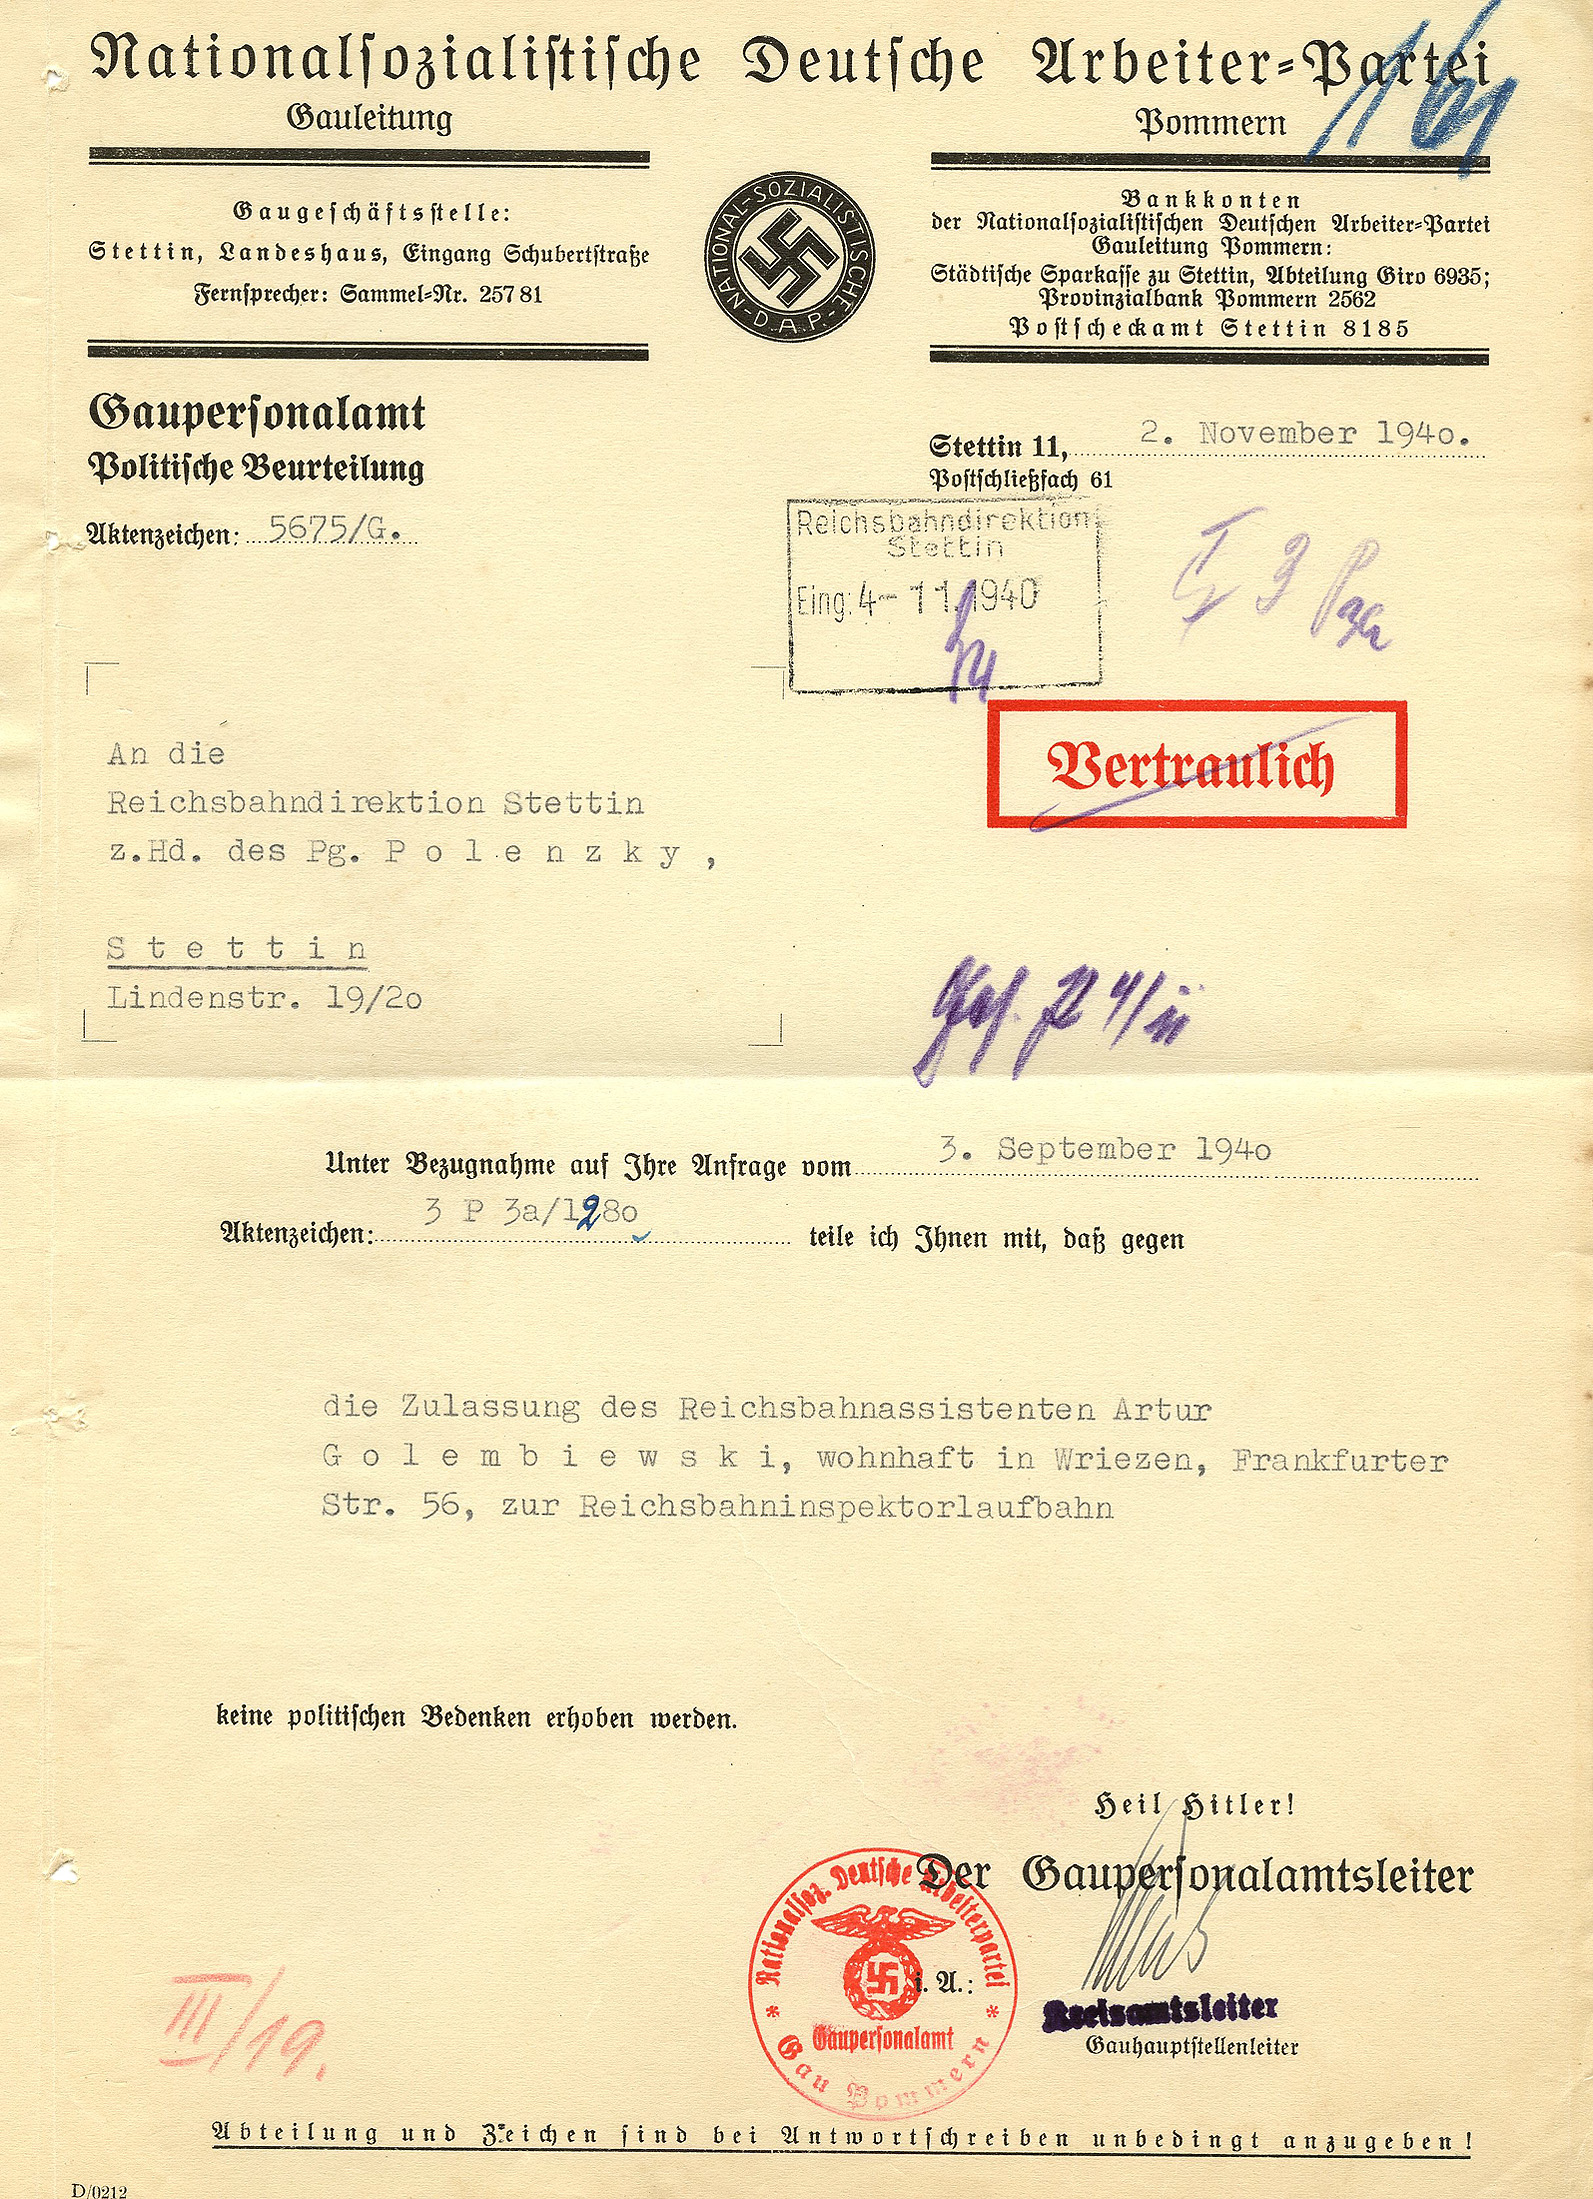 Nationalsozialistische Deutsche Arbeiter-Partei
Gauleitung
Pommern
Gaugeschäftsstelle:
Stettin, Landeshaus, Eingang Schubertstraße
Fernsprecher: Sammel-Nr. 257 81
NATIONAL-SOZIALISTISCHE-D.A.P.
Bankkonten
der Nationalsozialistischen Deutschen Arbeiter-Partei
Gauleitung Pommern:
Städtische Sparkasse zu Stettin, Abteilung Giro 6935;
Provinzialbank Pommern 2562
Postscheckamt Stettin 8185
Gaupersonalamt
Politische Beurteilung
Aktenzeichen: 5675/G.
Stettin 11, 2. November 1940.
Postschließfach 61
Reichsbahndirektion
Stettin
Eing: 4-11.1940
Vertraulich
An die
Reichsbahndirektion Stettin
z.Hd. des Pg. Polenzky,
Stettin
Lindenstr. 19/20
Unter Bezugnahme auf Ihre Anfrage vom 3. September 1940
Aktenzeichen: 3 P 3a/1280 teile ich Ihnen mit, daß gegen
die Zulassung des Reichsbahnassistenten Artur
Golembiewski, wohnhaft in Wriezen, Frankfurter
Str. 56, zur Reichsbahninspektorlaufbahn
keine politischen Bedenken erhoben werden.
Heil Hitler!
Der Gaupersonalamtsleiter
Nationalsoz. Deutsche Arbeiterpartei
i. A.:
Gaupersonalamt
Gau Pommern
Kreisamtsleiter
Gauhauptstellenleiter
III/19.
Abteilung und Zeichen sind bei Antwortschreiben unbedingt anzugeben!
D/0212